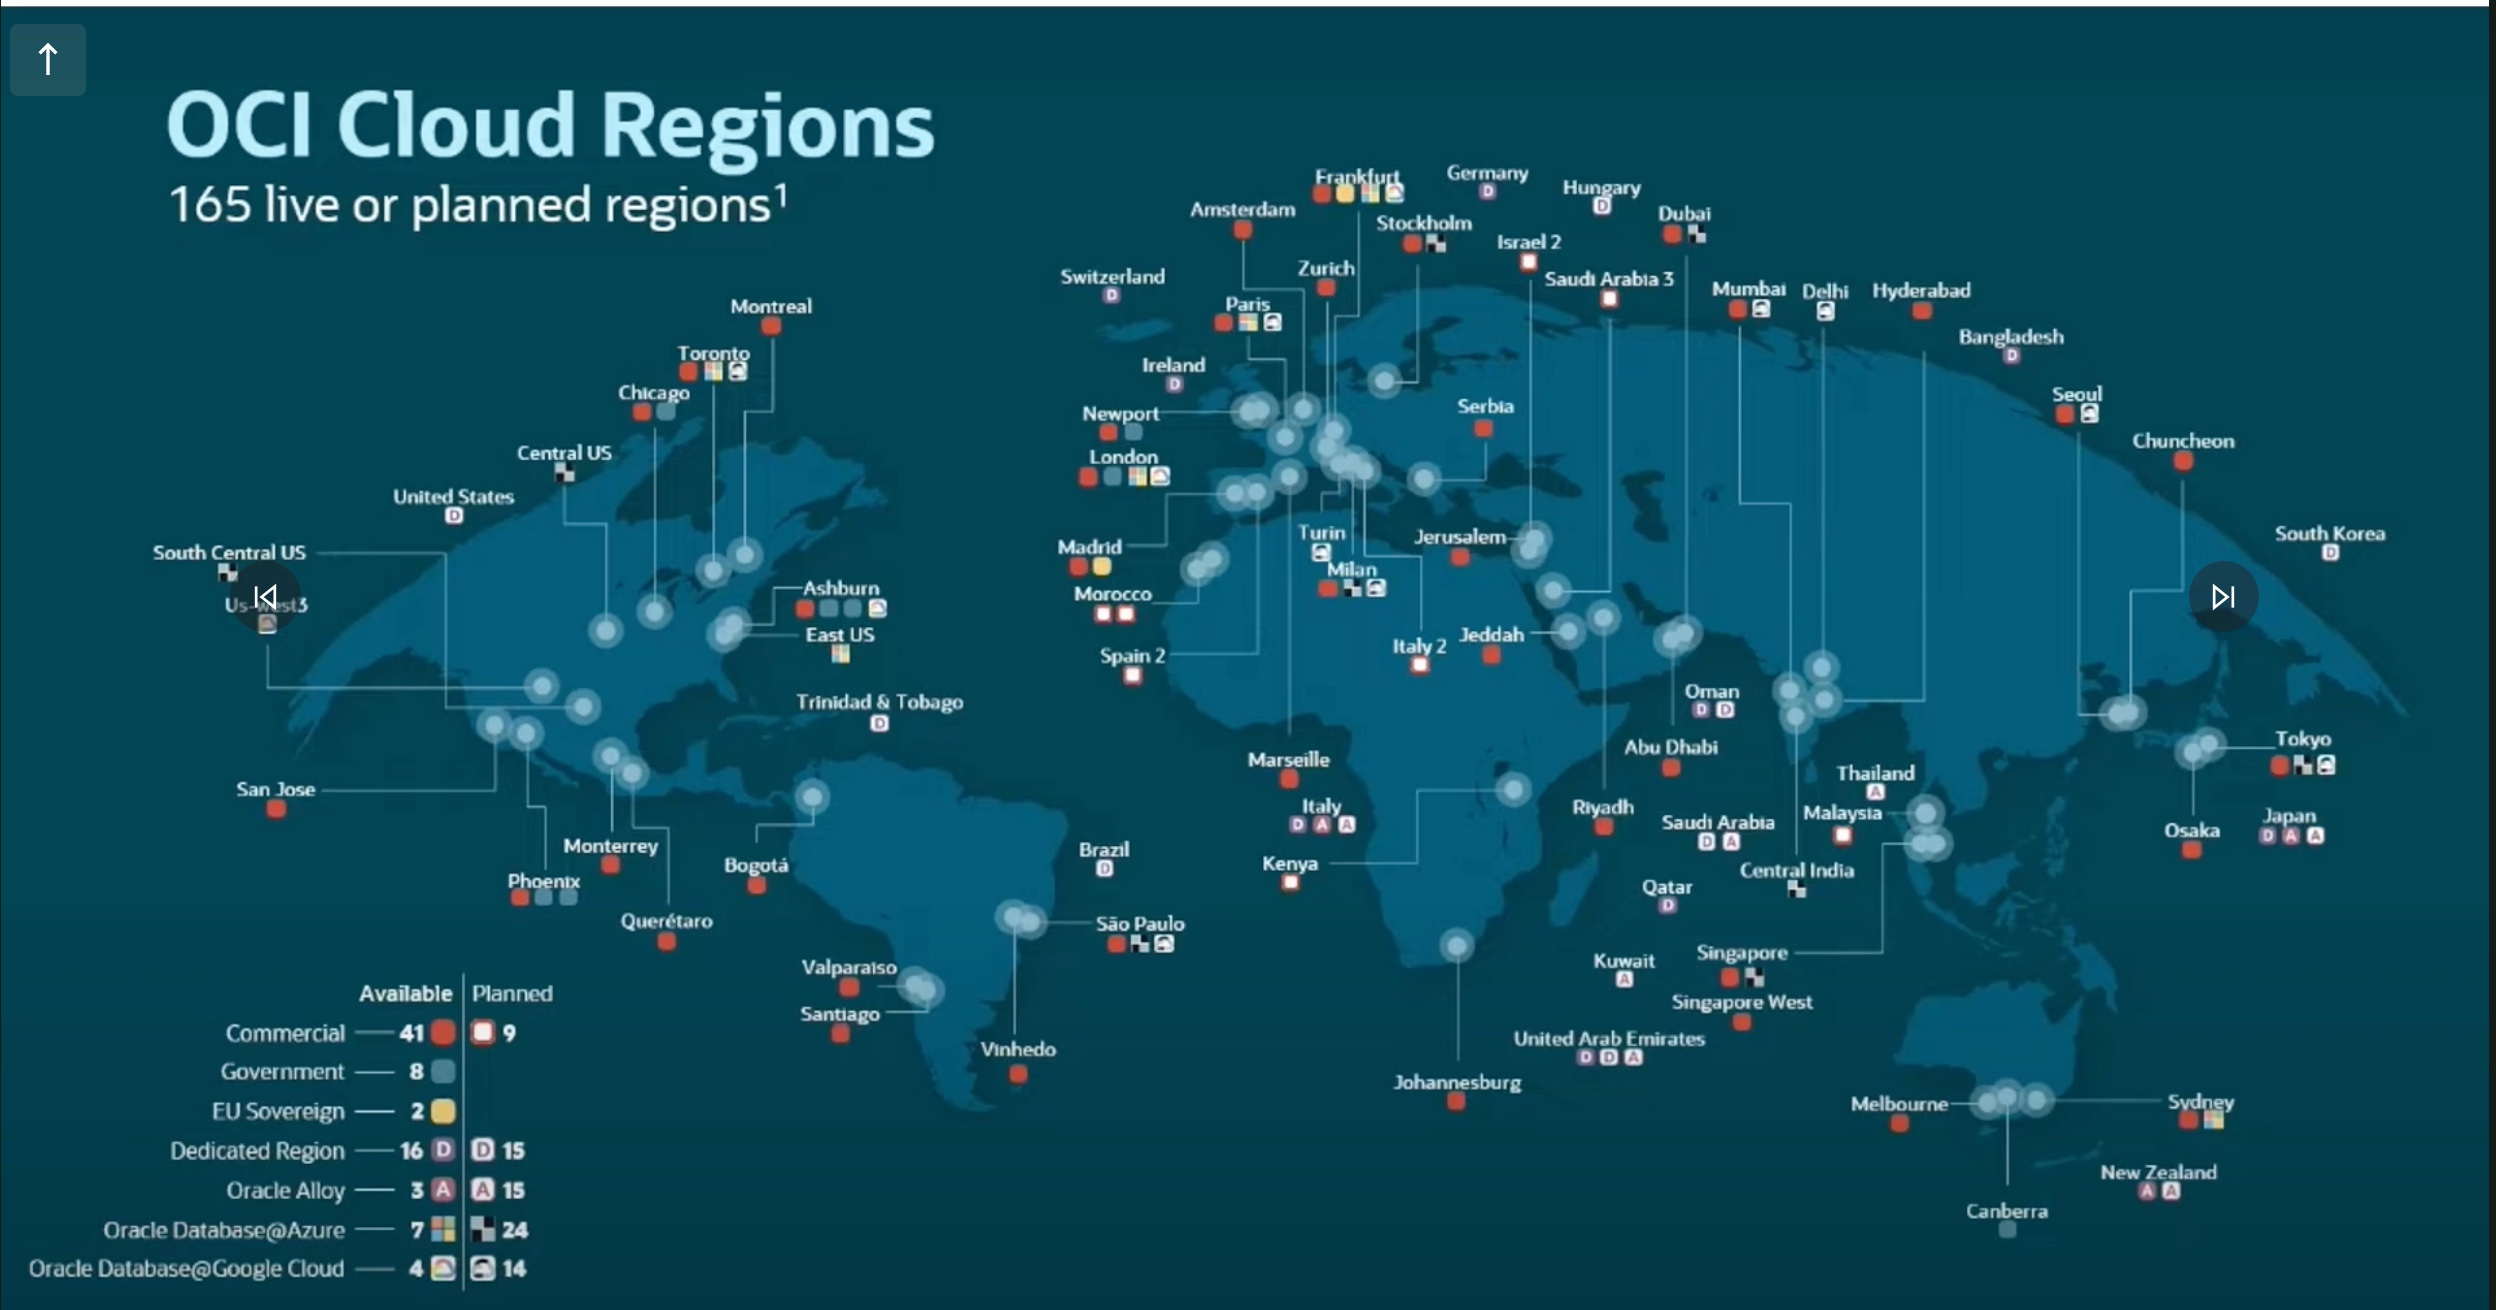 OCI Cloud Regions
165 live or planned regions¹
Frankfurt
Germany
Hungary
Amsterdam
Stockholm
Dubai
Israel 2
Switzerland
Zurich
Saudi Arabia 3
Mumbai
Delhi
Hyderabad
Paris
Montreal
Bangladesh
Toronto
Ireland
Chicago
Seoul
Newport
Serbia
Chuncheon
Central US
London
United States
South Korea
Turin
Jerusalem
Madrid
South Central US
Milan
Ashburn
Morocco
Us-west3
East US
Jeddah
Italy 2
Spain 2
Oman
Trinidad & Tobago
Tokyo
Abu Dhabi
Marseille
Thailand
San Jose
Italy
Riyadh
Malaysia
Saudi Arabia
Japan
Osaka
Monterrey
Brazil
Bogotá
Kenya
Central India
Phoenix
Qatar
Querétaro
São Paulo
Singapore
Kuwait
Valparaiso
Singapore West
Santiago
United Arab Emirates
Vinhedo
Johannesburg
Melbourne
Sydney
New Zealand
Canberra
Available Planned
Commercial 41 9
Government 8
EU Sovereign 2
Dedicated Region 16 D D 15
Oracle Alloy 3 A A 15
Oracle Database@Azure 7 24
Oracle Database@Google Cloud 4 14